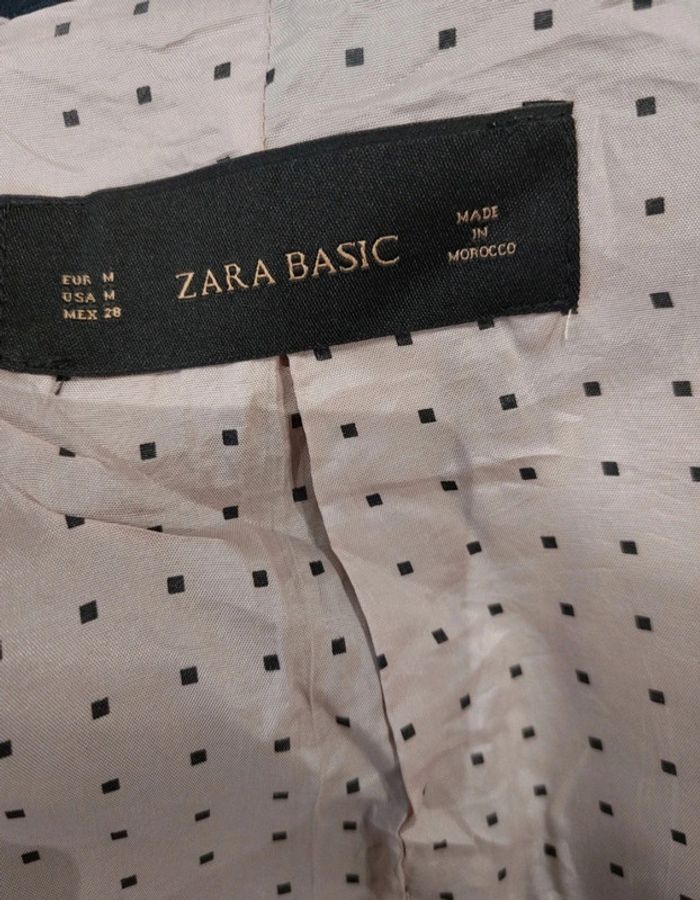 EUR M
USA M
MEX 28
ZARA BASIC
MADE
IN
MOROCCO